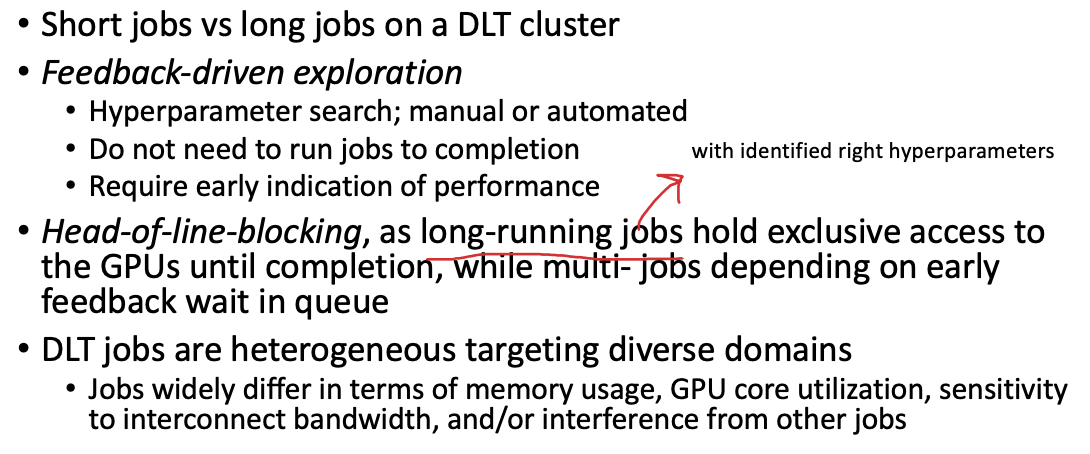 • Short jobs vs long jobs on a DLT cluster
• Feedback-driven exploration
• Hyperparameter search; manual or automated
• Do not need to run jobs to completion
with identified right hyperparameters
• Require early indication of performance
• Head-of-line-blocking, as long-running jobs hold exclusive access to
the GPUs until completion, while multi- jobs depending on early
feedback wait in queue
• DLT jobs are heterogeneous targeting diverse domains
• Jobs widely differ in terms of memory usage, GPU core utilization, sensitivity
to interconnect bandwidth, and/or interference from other jobs